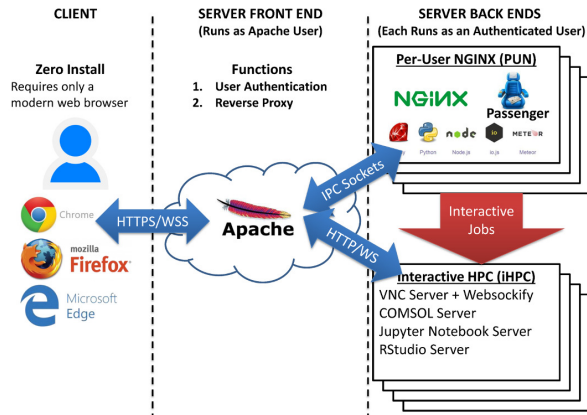 CLIENT
Zero Install
Requires only a
modern web browser
Chrome
mozilla
Firefox®
Microsoft
Edge
HTTPS/WSS
SERVER FRONT END
(Runs as Apache User)
Functions
1. User Authentication
2. Reverse Proxy
Apache
IPC Sockets
HTTP/WS
SERVER BACK ENDS
(Each Runs as an Authenticated User)
Per-User NGINX (PUN)
NGINX
Passenger
Python
node
Node.js
io
io.js
METEOR
Meteor
Interactive
Jobs
Interactive HPC (iHPC)
VNC Server + Websockify
COMSOL Server
Jupyter Notebook Server
RStudio Server